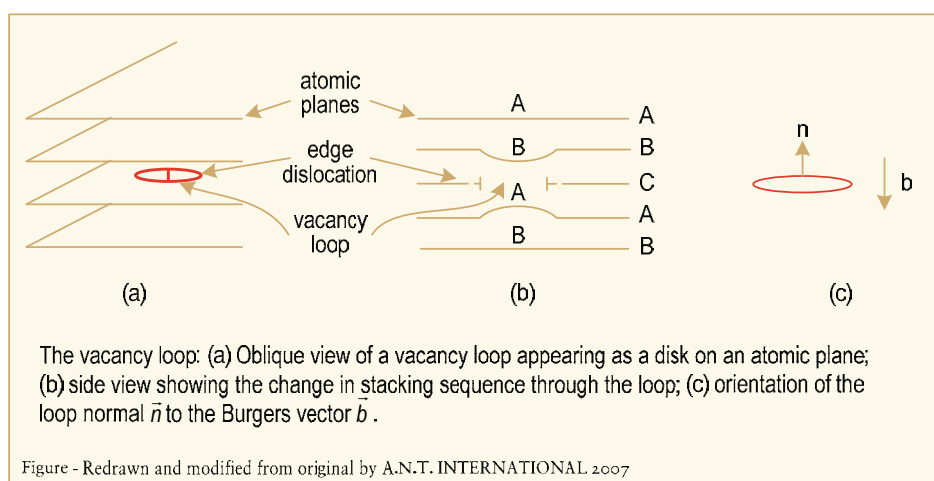 atomic
planes
A
A
n
B
B
edge
dislocation
C
b
A
vacancy
loop
A
B
B
(a)
(b)
(c)
The vacancy loop: (a) Oblique view of a vacancy loop appearing as a disk on an atomic plane;
(b) side view showing the change in stacking sequence through the loop; (c) orientation of the
loop normal n⃗ to the Burgers vector b⃗ .
Figure - Redrawn and modified from original by A.N.T. INTERNATIONAL 2007